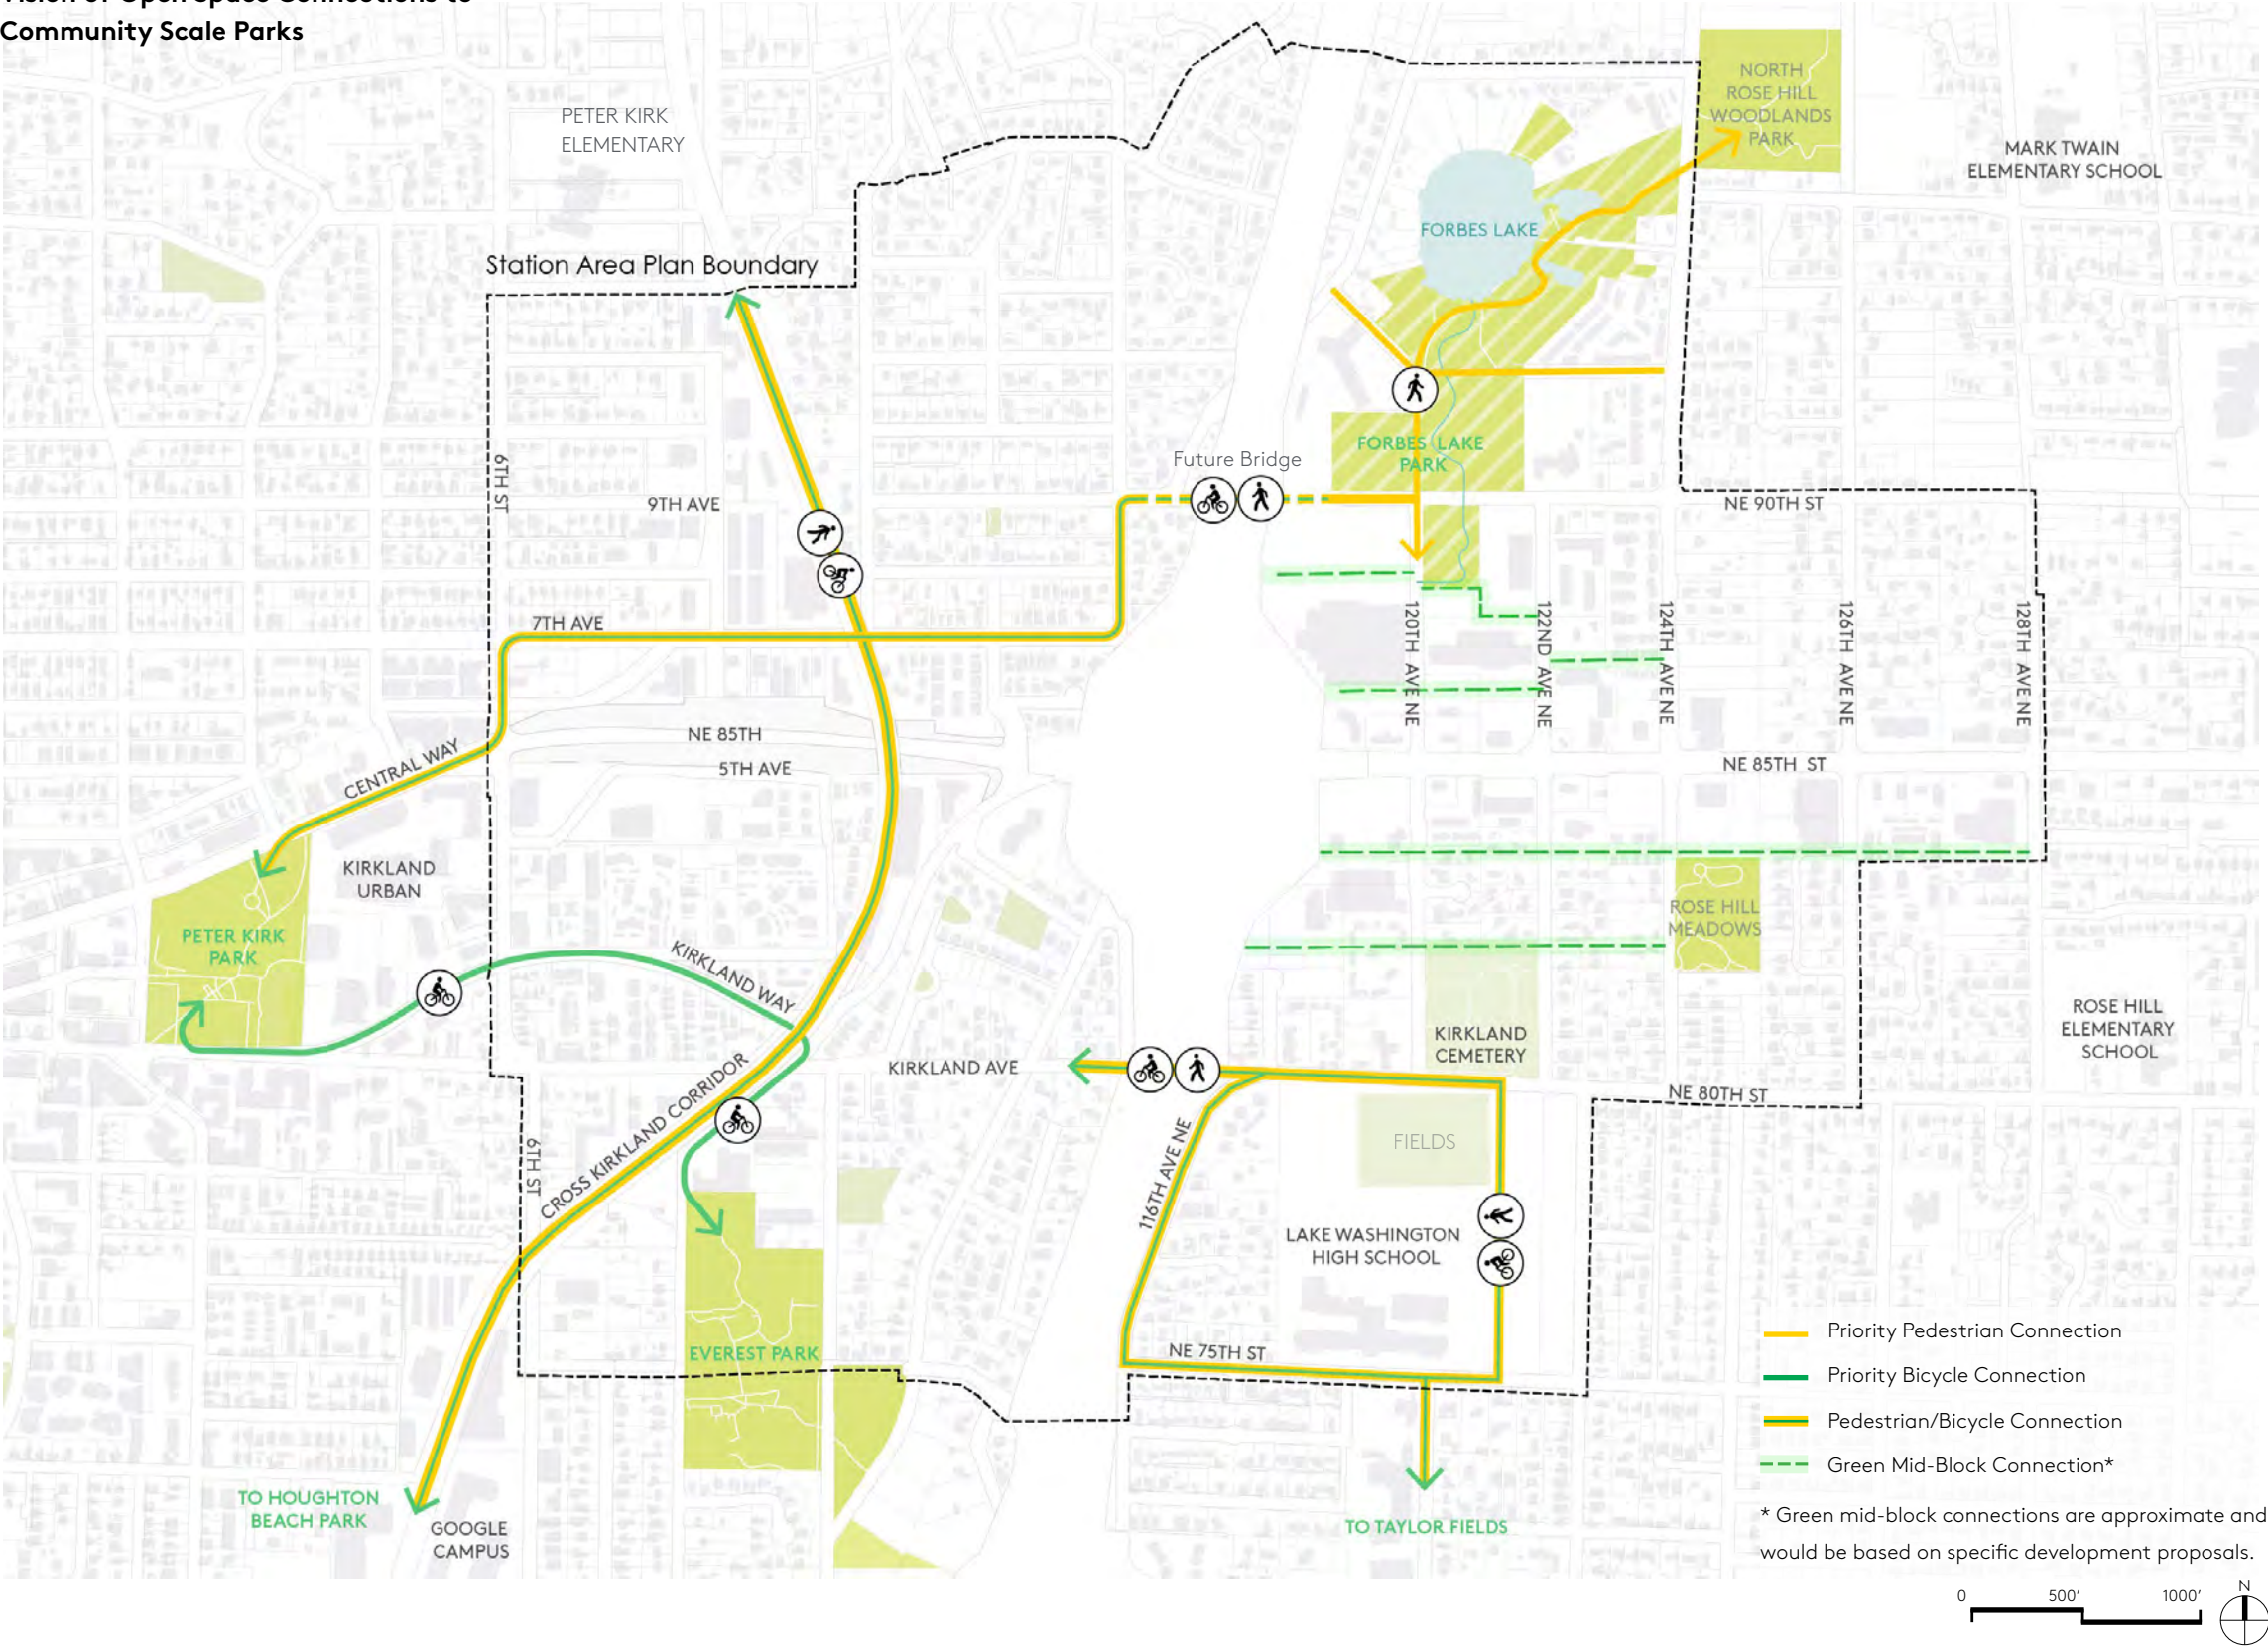 Vision of Open Space Connections to
Community Scale Parks
NORTH
ROSE HILL
WOODLANDS
PARK
PETER KIRK
ELEMENTARY
MARK TWAIN
ELEMENTARY SCHOOL
FORBES LAKE
Station Area Plan Boundary
FORBES LAKE
PARK
Future Bridge
6TH ST
9TH AVE
NE 90TH ST
7TH AVE
120TH AVE NE
122ND AVE NE
124TH AVE NE
126TH AVE NE
128TH AVE NE
NE 85TH
5TH AVE
CENTRAL WAY
NE 85TH ST
KIRKLAND
URBAN
PETER KIRK
PARK
KIRKLAND WAY
ROSE HILL
MEADOWS
KIRKLAND
CEMETERY
ROSE HILL
ELEMENTARY
SCHOOL
KIRKLAND AVE
NE 80TH ST
CROSS KIRKLAND CORRIDOR
6TH ST
116TH AVE NE
FIELDS
LAKE WASHINGTON
HIGH SCHOOL
EVEREST PARK
NE 75TH ST
Priority Pedestrian Connection
Priority Bicycle Connection
Pedestrian/Bicycle Connection
Green Mid-Block Connection*
TO HOUGHTON
BEACH PARK
GOOGLE
CAMPUS
TO TAYLOR FIELDS
* Green mid-block connections are approximate and
would be based on specific development proposals.
0 500' 1000'
N